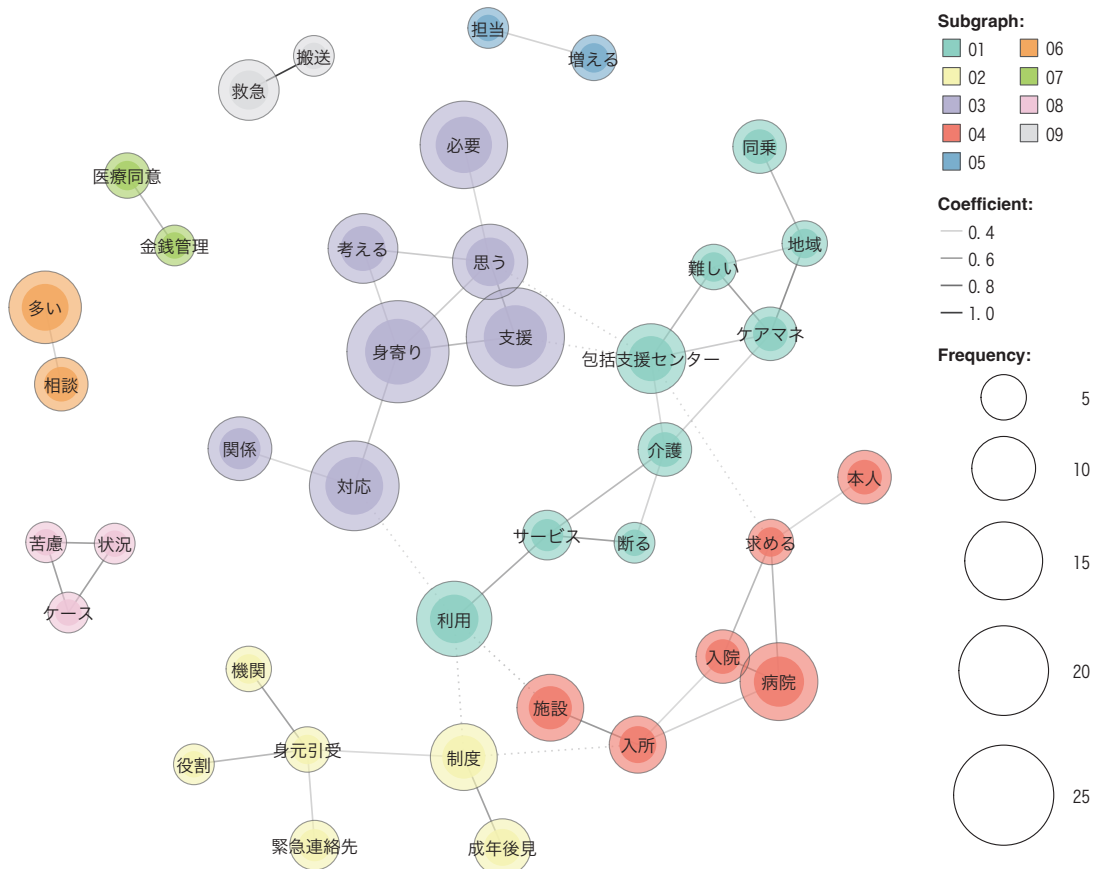 担当
増える
搬送
救急
必要
同乗
医療同意
金銭管理
考える
思う
地域
難しい
多い
支援
身寄り
ケアマネ
包括支援センター
相談
関係
対応
介護
本人
苦慮
状況
ケース
サービス
断る
求める
利用
機関
入院
病院
施設
入所
身元引受
役割
制度
緊急連絡先
成年後見
Subgraph:
01
06
02
07
03
08
04
09
05
Coefficient:
0.4
0.6
0.8
1.0
Frequency:
5
10
15
20
25